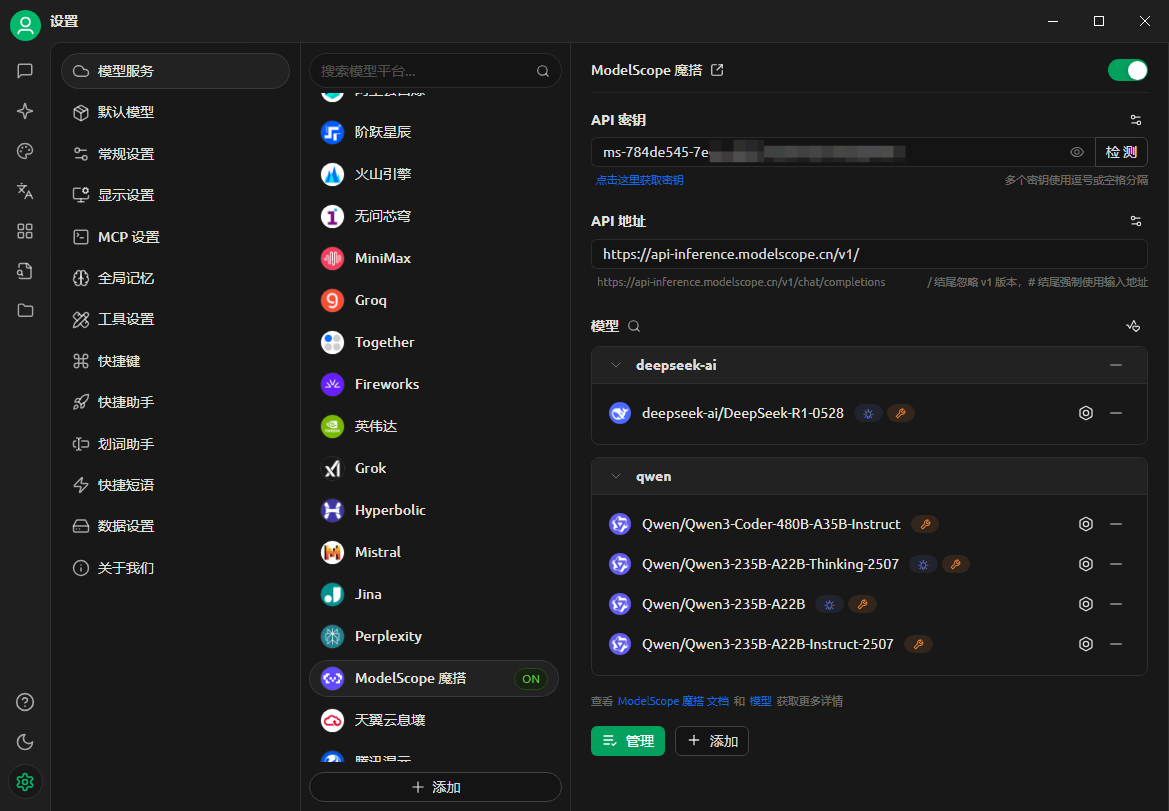 设置
模型服务
默认模型
常规设置
显示设置
MCP 设置
全局记忆
工具设置
快捷键
快捷助手
划词助手
快捷短语
数据设置
关于我们
搜索模型平台...
阶跃星辰
火山引擎
无问芯穹
MiniMax
Groq
Together
Fireworks
英伟达
Grok
Hyperbolic
Mistral
Jina
Perplexity
ModelScope 魔搭 ON
天翼云息壤
添加
ModelScope 魔搭
API 密钥
ms-784de545-7e
检 测
点击这里获取密钥 多个密钥使用逗号或空格分隔
API 地址
https://api-inference.modelscope.cn/v1/
https://api-inference.modelscope.cn/v1/chat/completions / 结尾忽略 v1 版本，# 结尾强制使用输入地址
模型
deepseek-ai
deepseek-ai/DeepSeek-R1-0528
qwen
Qwen/Qwen3-Coder-480B-A35B-Instruct
Qwen/Qwen3-235B-A22B-Thinking-2507
Qwen/Qwen3-235B-A22B
Qwen/Qwen3-235B-A22B-Instruct-2507
查看 ModelScope 魔搭 文档 和 模型 获取更多详情
管理 添加